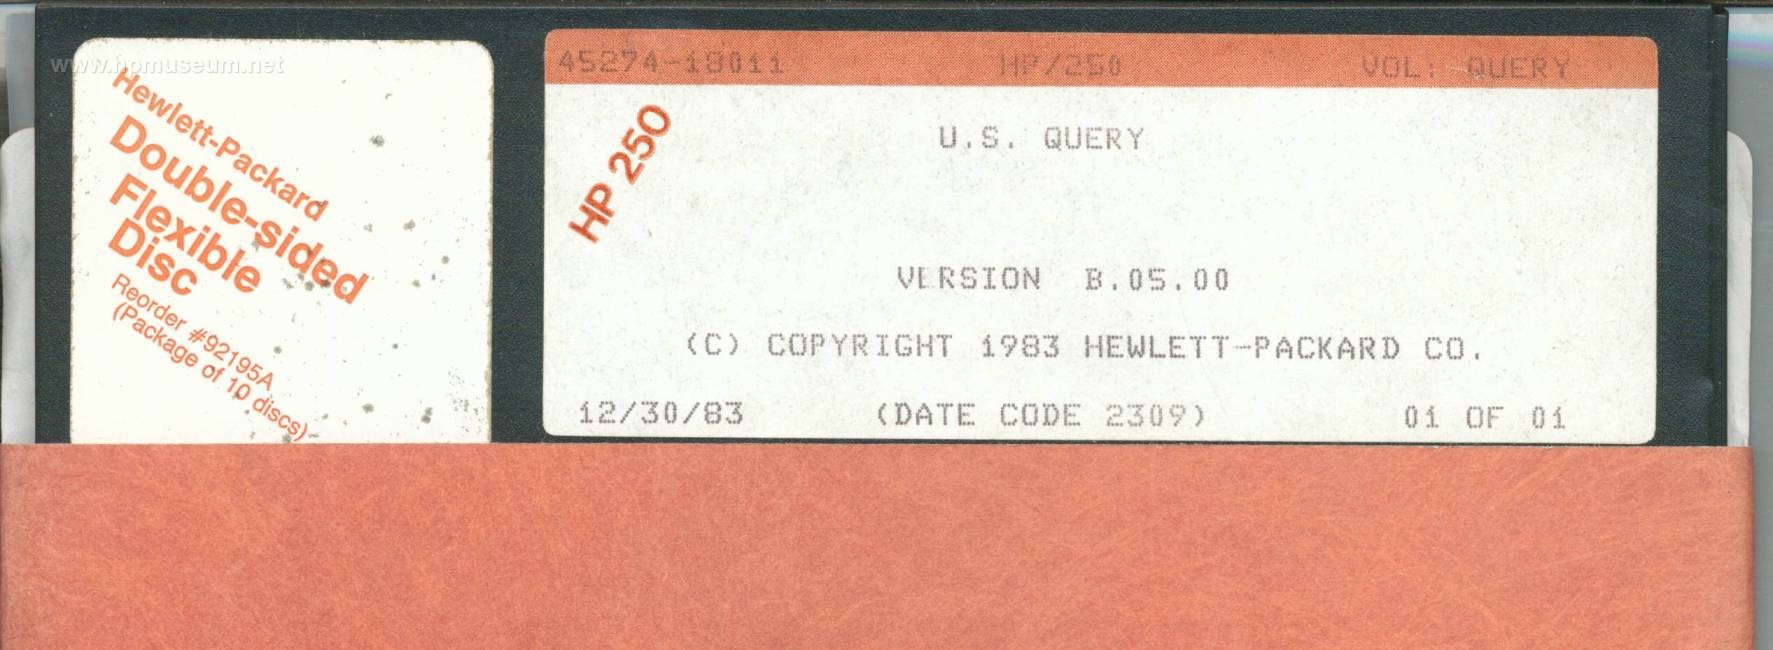 www.hpmuseum.net
Hewlett-Packard
Double-sided
Flexible
Disc
Reorder #92195A
(Package of 10 discs)
45274-18011 HP/250 VOL: QUERY
HP 250
U.S. QUERY
VERSION B.05.00
(C) COPYRIGHT 1983 HEWLETT-PACKARD CO.
12/30/83 (DATE CODE 2309) 01 OF 01